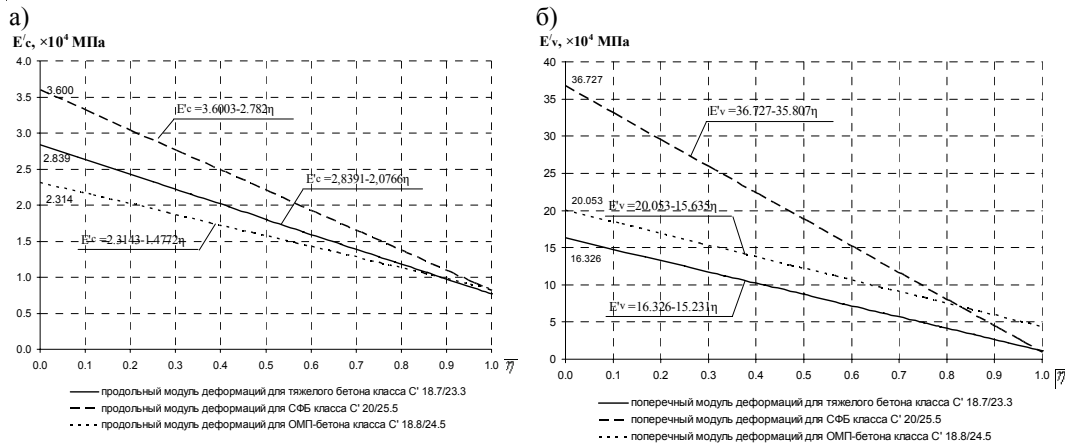 а)
E'c, ×10⁴ МПа
4.0
3.5
3.0
2.5
2.0
1.5
1.0
0.5
0.0
3.600
2.839
2.314
E'c =3.6003-2.782η
E'c =2,8391-2,0766η
E'c =2.3143-1.4772η
0.0 0.1 0.2 0.3 0.4 0.5 0.6 0.7 0.8 0.9 1.0 η
продольный модуль деформаций для тяжелого бетона класса С' 18.7/23.3
продольный модуль деформаций для СФБ класса С' 20/25.5
продольный модуль деформаций для ОМП-бетона класса С' 18.8/24.5
б)
E'v, ×10⁴ МПа
40
35
30
25
20
15
10
5
0
36.727
20.053
16.326
E'v =36.727-35.807η
E'v =20.053-15.635η
E'v =16.326-15.231η
0.0 0.1 0.2 0.3 0.4 0.5 0.6 0.7 0.8 0.9 1.0 η
поперечный модуль деформаций для тяжелого бетона класса С' 18.7/23.3
поперечный модуль деформаций для СФБ класса С' 20/25.5
поперечный модуль деформаций для ОМП-бетона класса С' 18.8/24.5